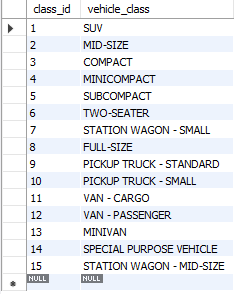 class_id vehicle_class
1 SUV
2 MID-SIZE
3 COMPACT
4 MINICOMPACT
5 SUBCOMPACT
6 TWO-SEATER
7 STATION WAGON - SMALL
8 FULL-SIZE
9 PICKUP TRUCK - STANDARD
10 PICKUP TRUCK - SMALL
11 VAN - CARGO
12 VAN - PASSENGER
13 MINIVAN
14 SPECIAL PURPOSE VEHICLE
15 STATION WAGON - MID-SIZE
NULL NULL